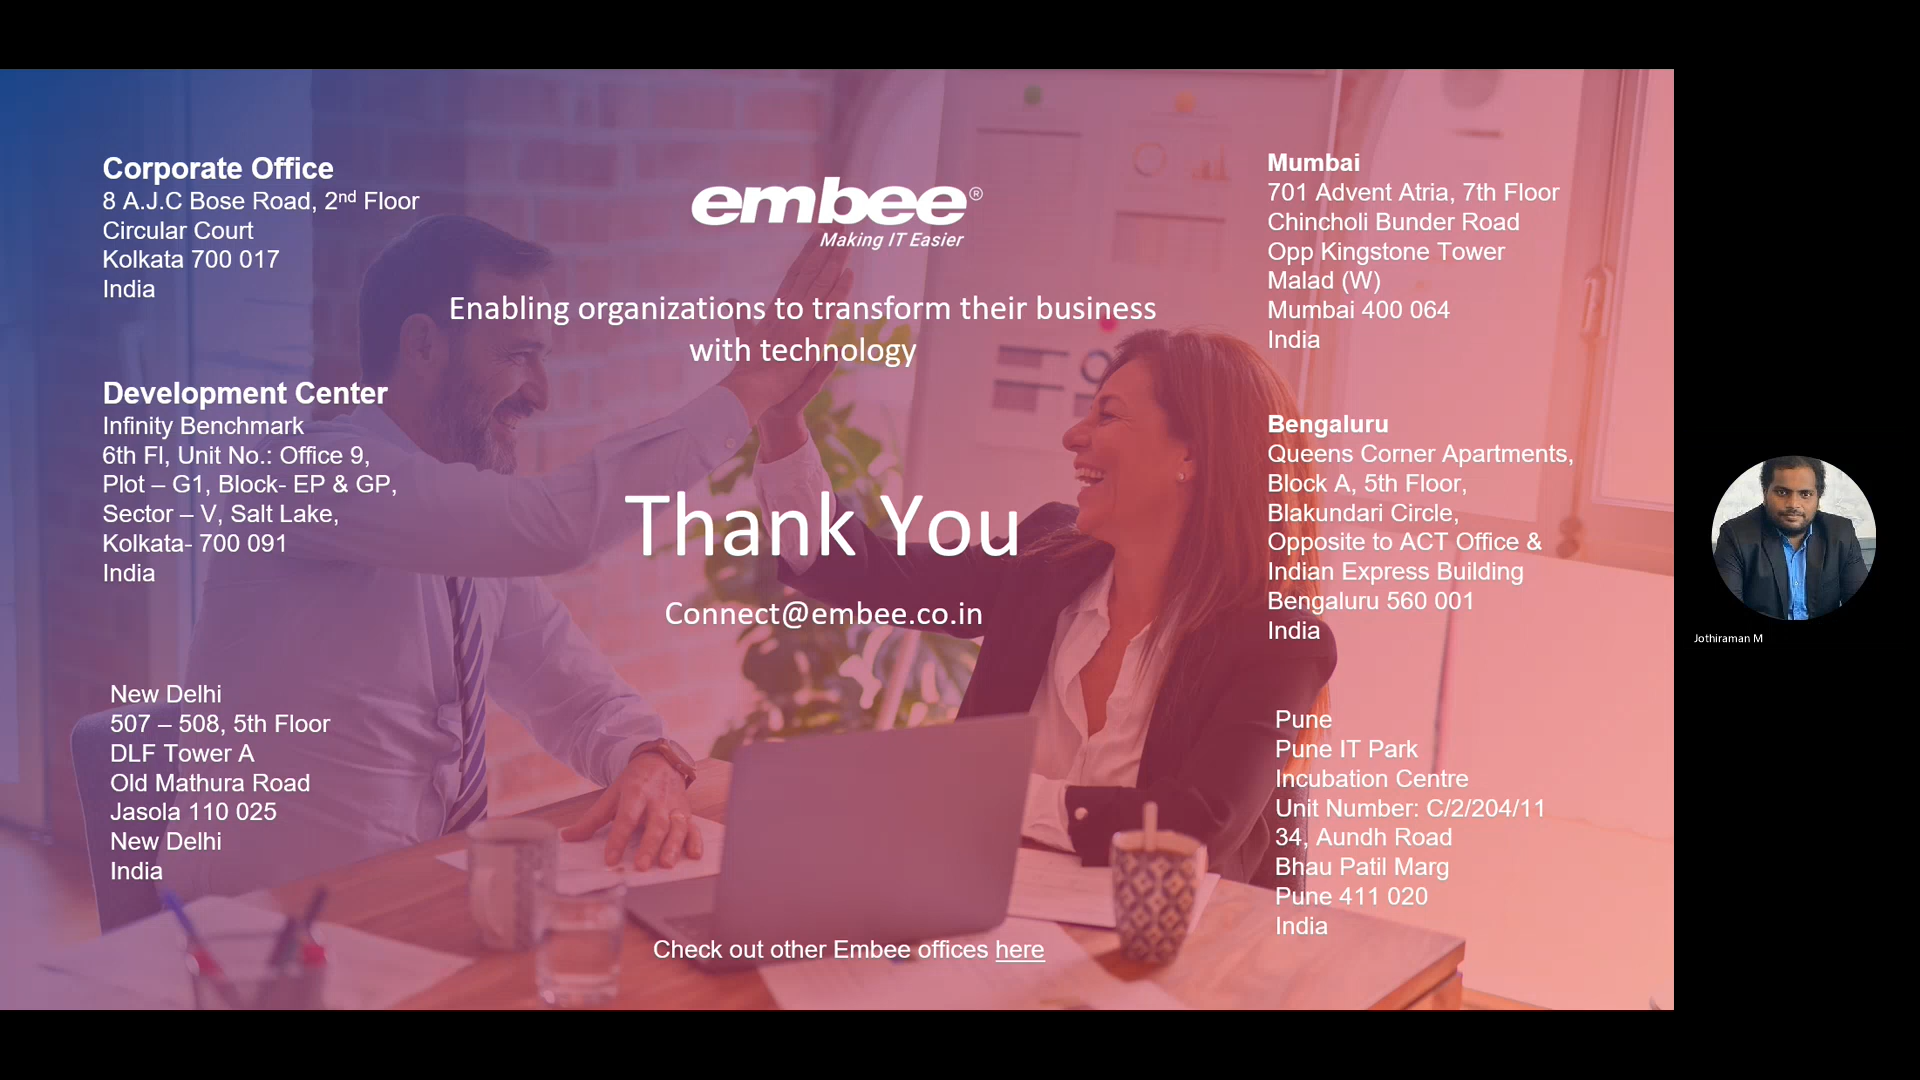 Corporate Office
8 A.J.C Bose Road, 2nd Floor
Circular Court
Kolkata 700 017
India
Development Center
Infinity Benchmark
6th Fl, Unit No.: Office 9,
Plot – G1, Block- EP & GP,
Sector – V, Salt Lake,
Kolkata- 700 091
India
New Delhi
507 – 508, 5th Floor
DLF Tower A
Old Mathura Road
Jasola 110 025
New Delhi
India
embee®
Making IT Easier
Enabling organizations to transform their business
with technology
Thank You
Connect@embee.co.in
Check out other Embee offices here
Mumbai
701 Advent Atria, 7th Floor
Chincholi Bunder Road
Opp Kingstone Tower
Malad (W)
Mumbai 400 064
India
Bengaluru
Queens Corner Apartments,
Block A, 5th Floor,
Blakundari Circle,
Opposite to ACT Office &
Indian Express Building
Bengaluru 560 001
India
Pune
Pune IT Park
Incubation Centre
Unit Number: C/2/204/11
34, Aundh Road
Bhau Patil Marg
Pune 411 020
India
Jothiraman M